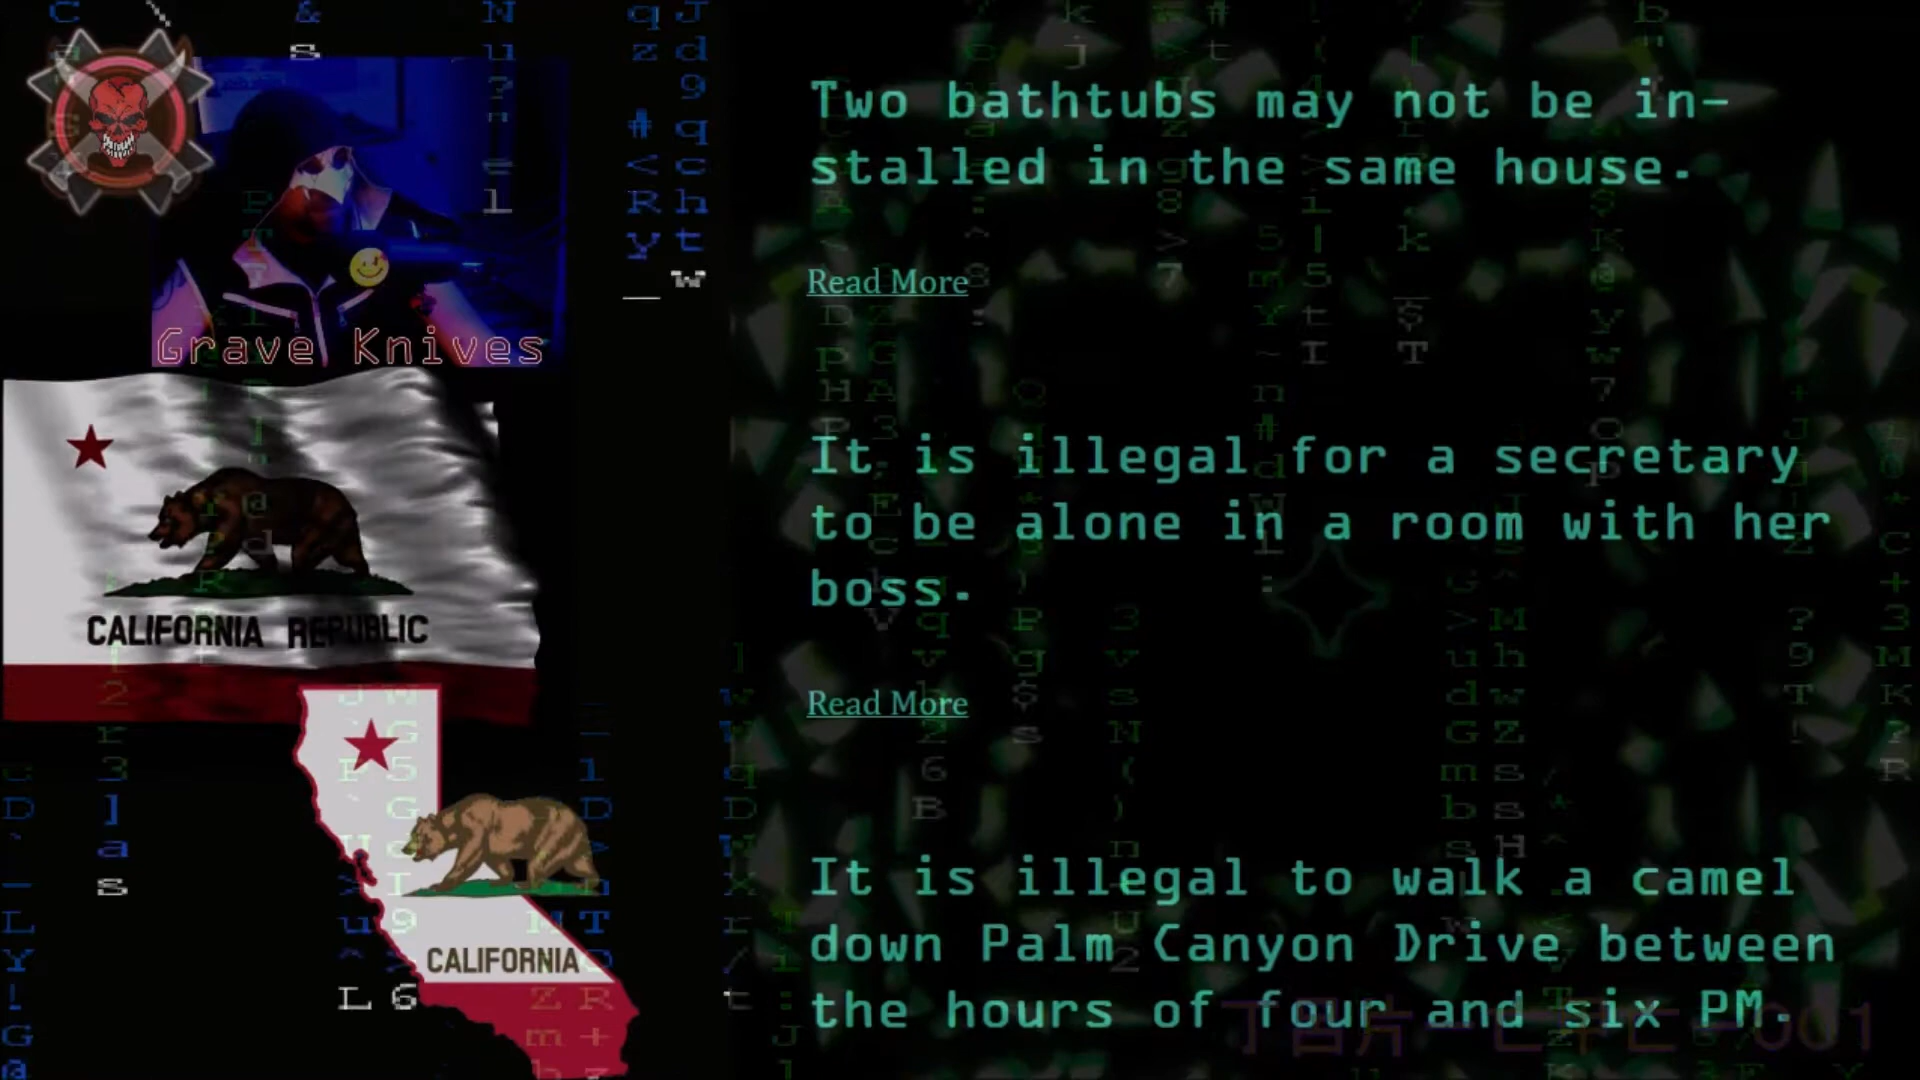 Grave Knives
CALIFORNIA REPUBLIC
CALIFORNIA
Two bathtubs may not be in-
stalled in the same house.
Read More
It is illegal for a secretary
to be alone in a room with her
boss.
Read More
It is illegal to walk a camel
down Palm Canyon Drive between
the hours of four and six PM.